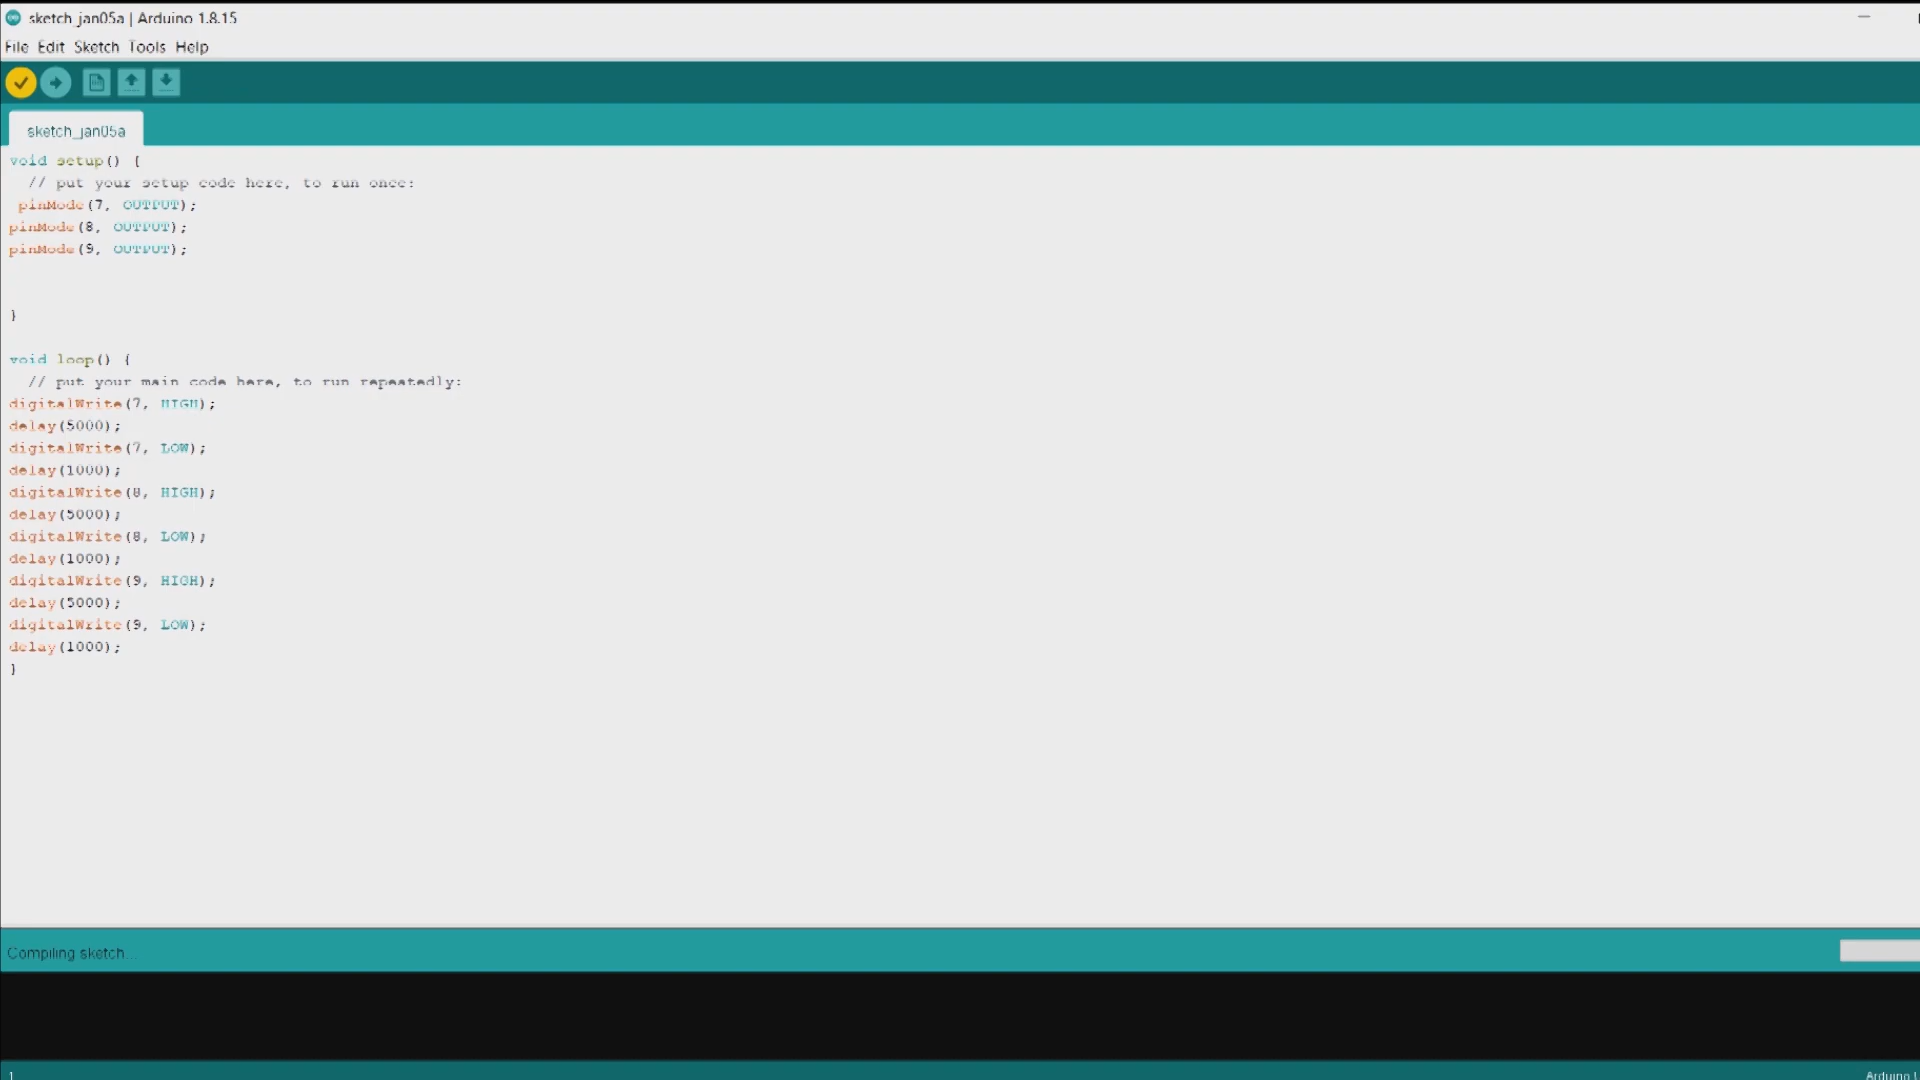 sketch_jan05a | Arduino 1.8.15
File Edit Sketch Tools Help
sketch_jan05a
void setup() {
  // put your setup code here, to run once:
 pinMode(7, OUTPUT);
pinMode(8, OUTPUT);
pinMode(9, OUTPUT);
}
void loop() {
  // put your main code here, to run repeatedly:
digitalWrite(7, HIGH);
delay(5000);
digitalWrite(7, LOW);
delay(1000);
digitalWrite(8, HIGH);
delay(5000);
digitalWrite(8, LOW);
delay(1000);
digitalWrite(9, HIGH);
delay(5000);
digitalWrite(9, LOW);
delay(1000);
}
Compiling sketch...
1
Arduino